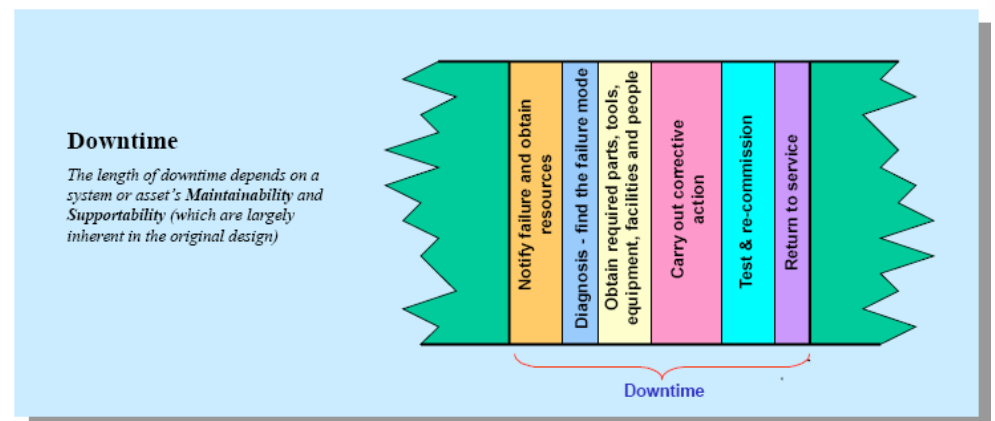 Downtime
The length of downtime depends on a
system or asset's Maintainability and
Supportability (which are largely
inherent in the original design)
Notify failure and obtain
resources
Diagnosis - find the failure mode
Obtain required parts, tools,
equipment, facilities and people
Carry out corrective
action
Test & re-commission
Return to service
Downtime